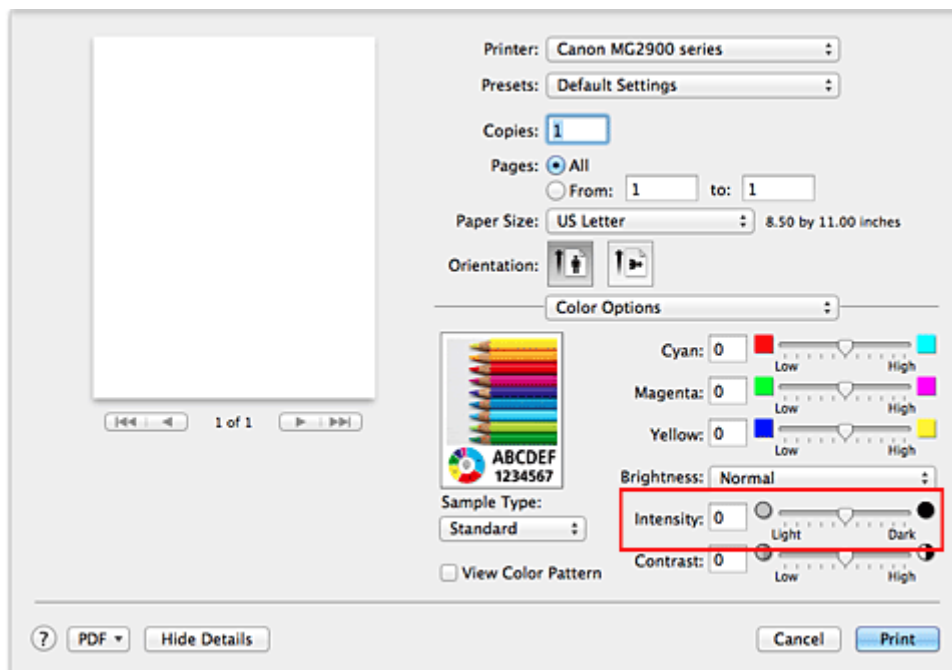 Printer: Canon MG2900 series
Presets: Default Settings
Copies: 1
Pages: All
From: 1 to: 1
Paper Size: US Letter 8.50 by 11.00 inches
Orientation:
Color Options
1 of 1
ABCDEF
1234567
Sample Type:
Standard
View Color Pattern
Cyan: 0
Low High
Magenta: 0
Low High
Yellow: 0
Low High
Brightness: Normal
Intensity: 0
Light Dark
Contrast: 0
Low High
? PDF Hide Details Cancel Print